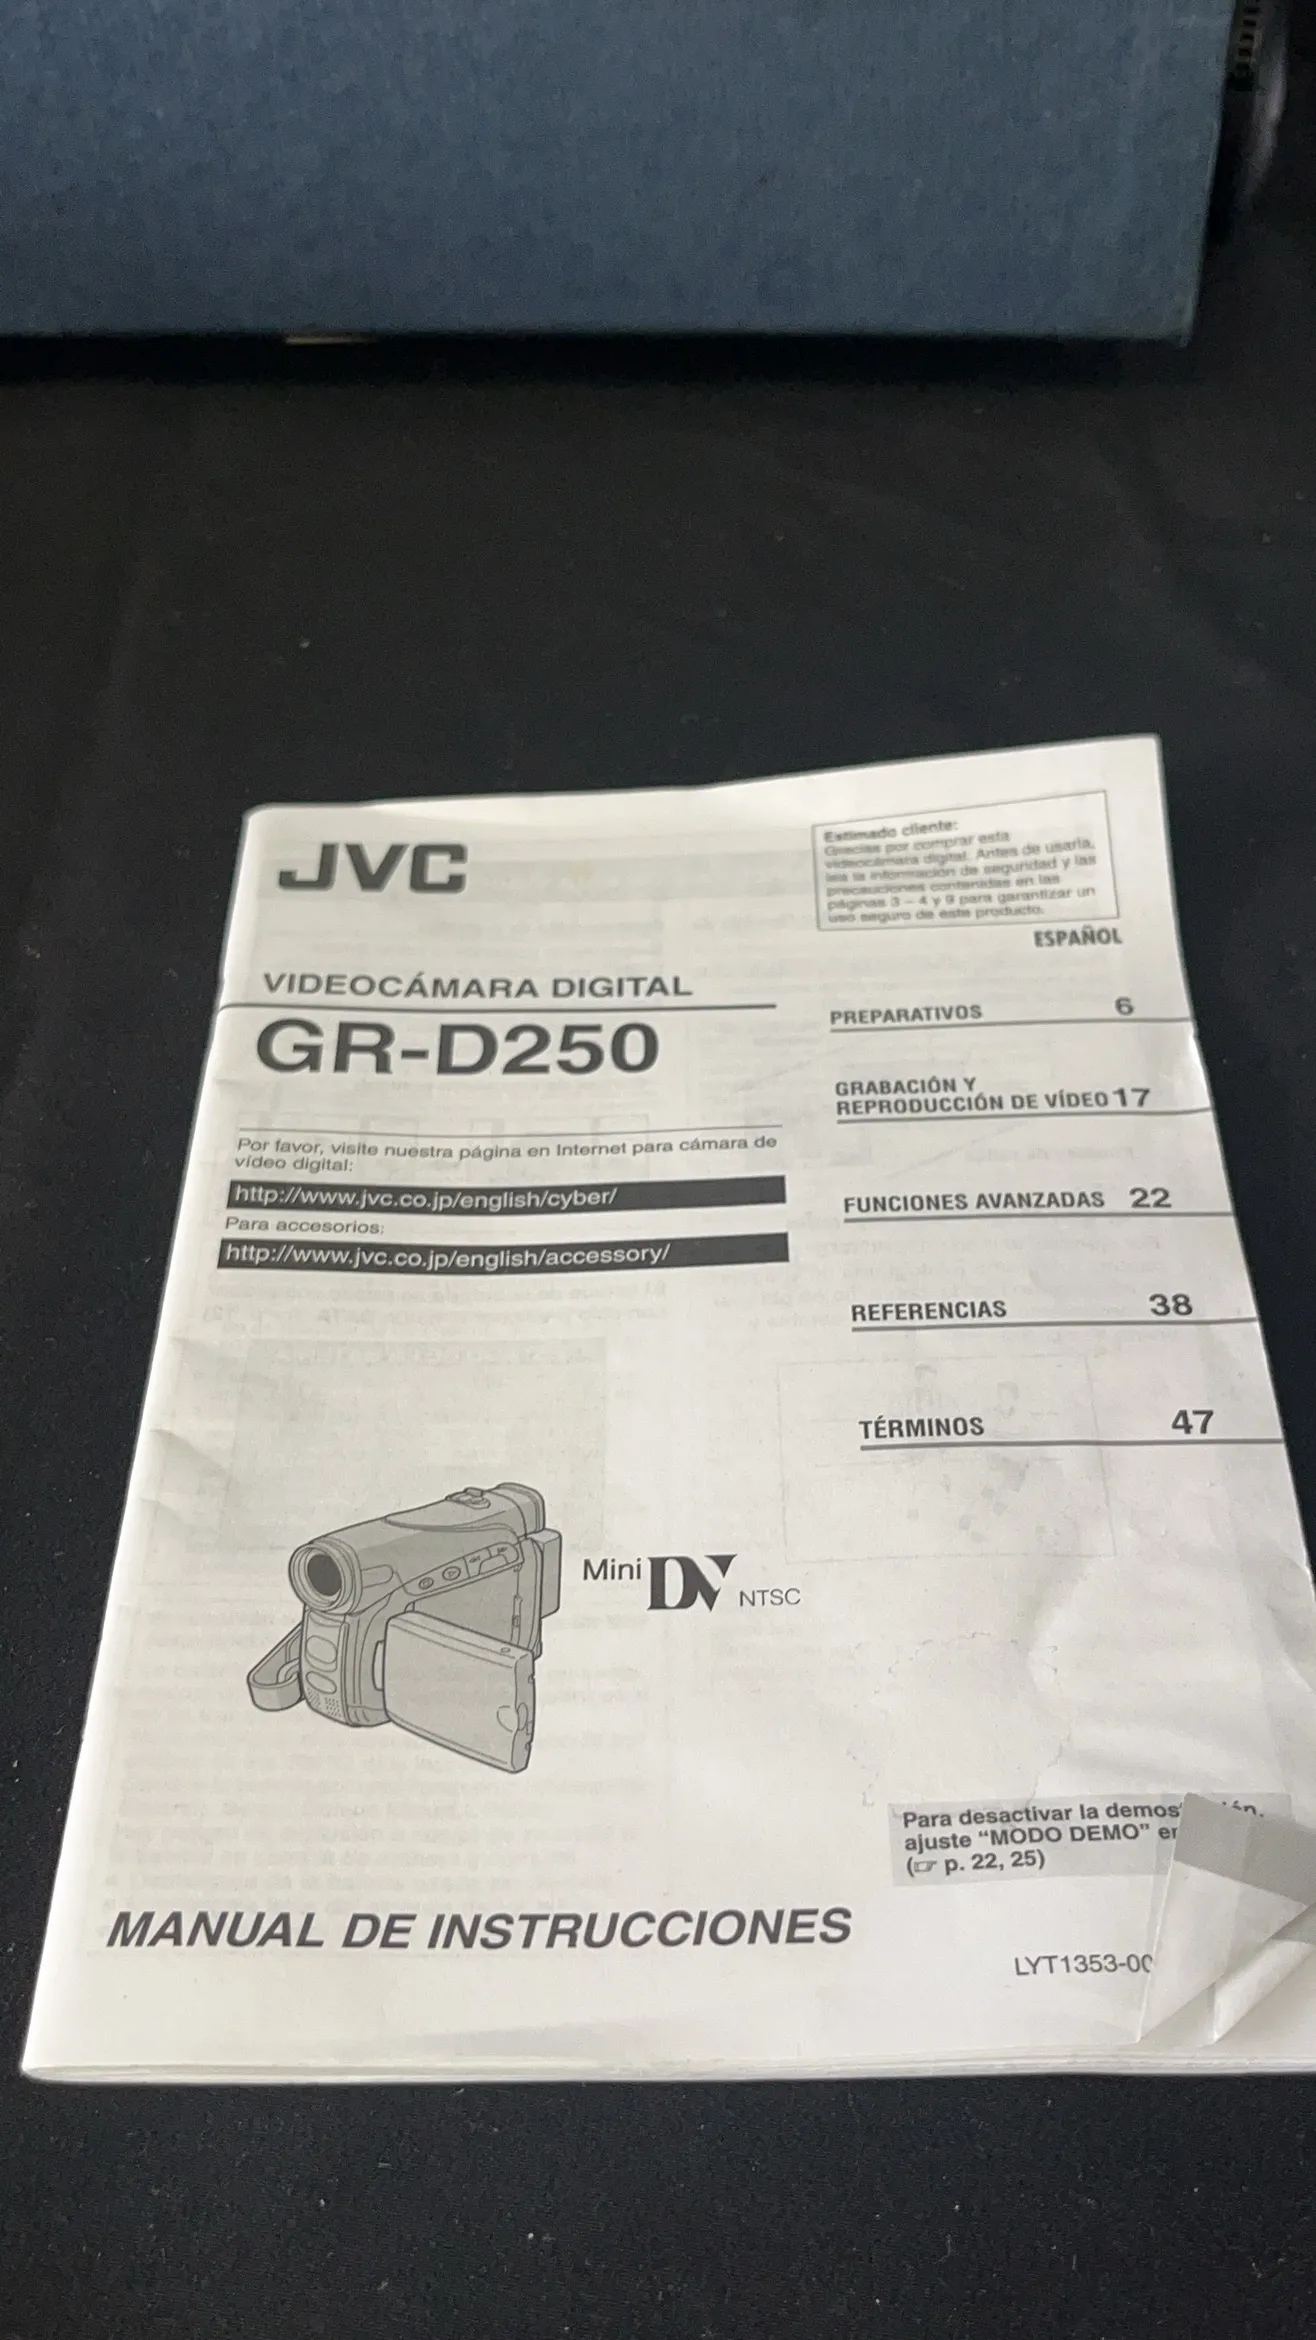 JVC
Estimado cliente:
Gracias por comprar esta
videocámara digital. Antes de usarla,
lea la información de seguridad y las
precauciones contenidas en las
páginas 3 – 4 y 9 para garantizar un
uso seguro de este producto.
ESPAÑOL
VIDEOCÁMARA DIGITAL
GR-D250
Por favor, visite nuestra página en Internet para cámara de
vídeo digital:
http://www.jvc.co.jp/english/cyber/
Para accesorios:
http://www.jvc.co.jp/english/accessory/
PREPARATIVOS 6
GRABACIÓN Y
REPRODUCCIÓN DE VÍDEO 17
FUNCIONES AVANZADAS 22
REFERENCIAS 38
TÉRMINOS 47
Mini DV NTSC
Para desactivar la
ajuste “MODO DEMO”
(☞ p. 22, 25)
MANUAL DE INSTRUCCIONES
LYT1353-00